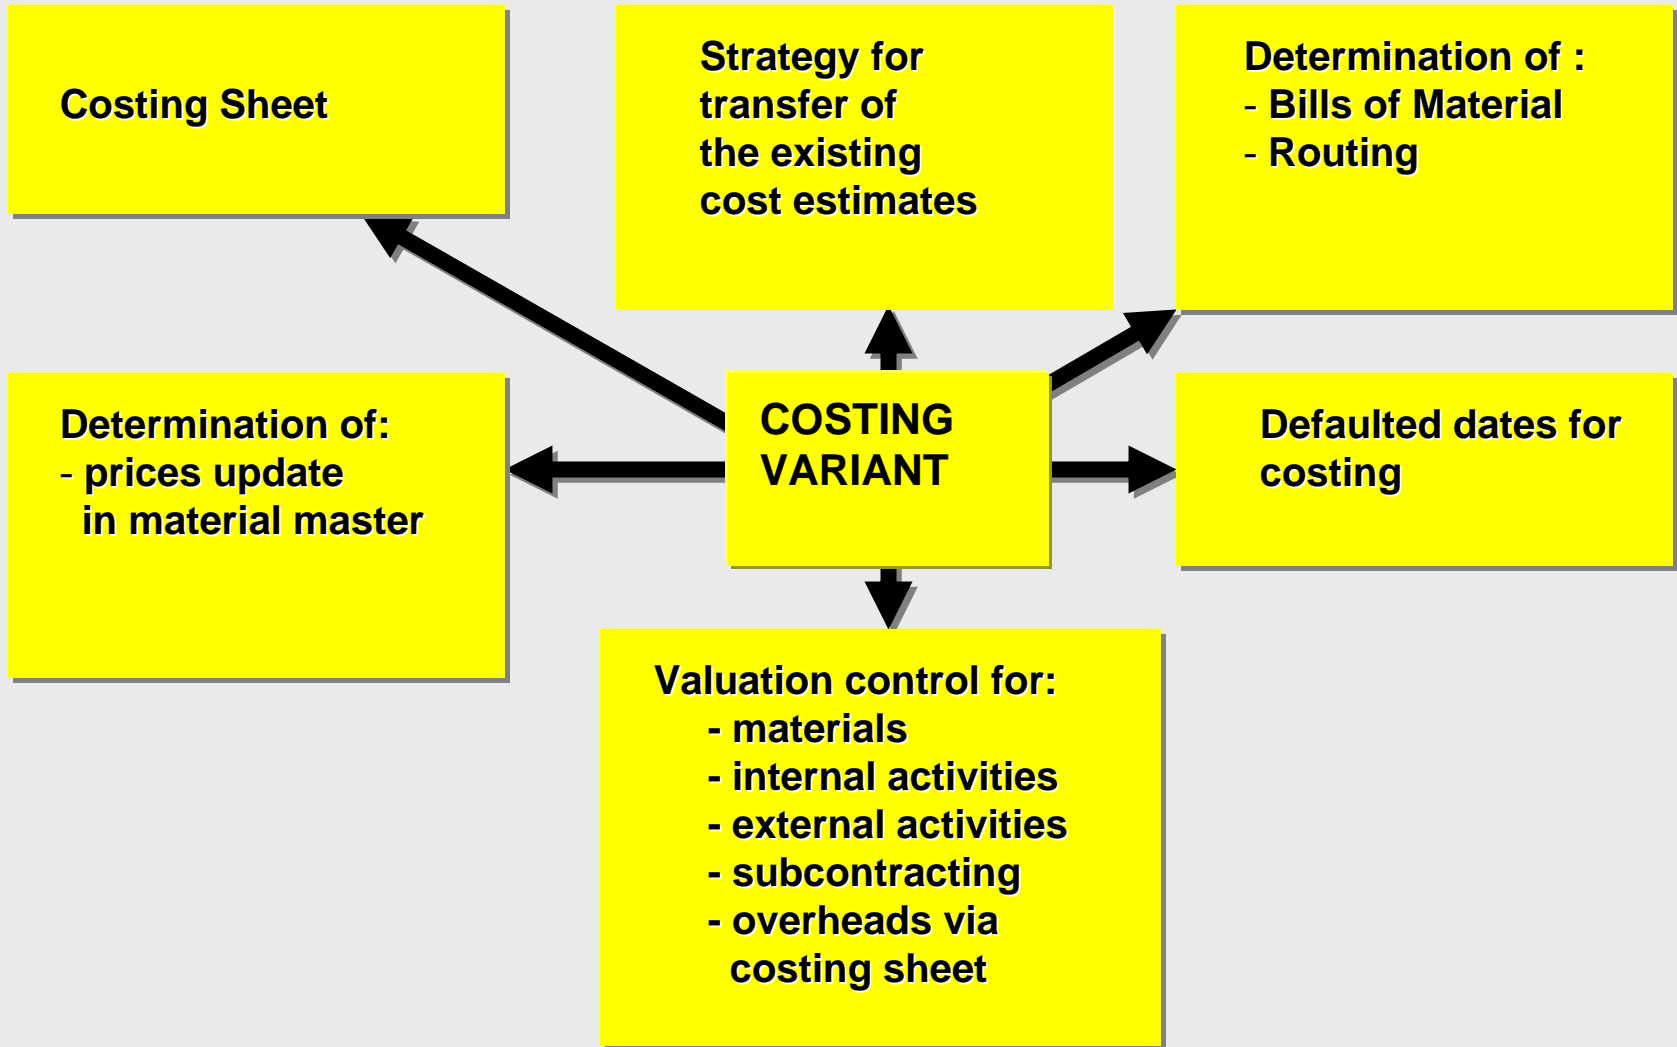 Costing Sheet
Strategy for
transfer of
the existing
cost estimates
Determination of :
- Bills of Material
- Routing
Determination of:
- prices update
in material master
COSTING
VARIANT
Defaulted dates for
costing
Valuation control for:
- materials
- internal activities
- external activities
- subcontracting
- overheads via
costing sheet